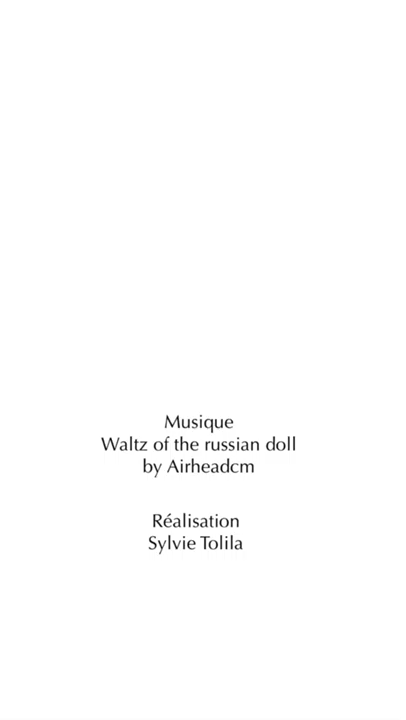 Musique
Waltz of the russian doll
by Airheadcm
Réalisation
Sylvie Tolila